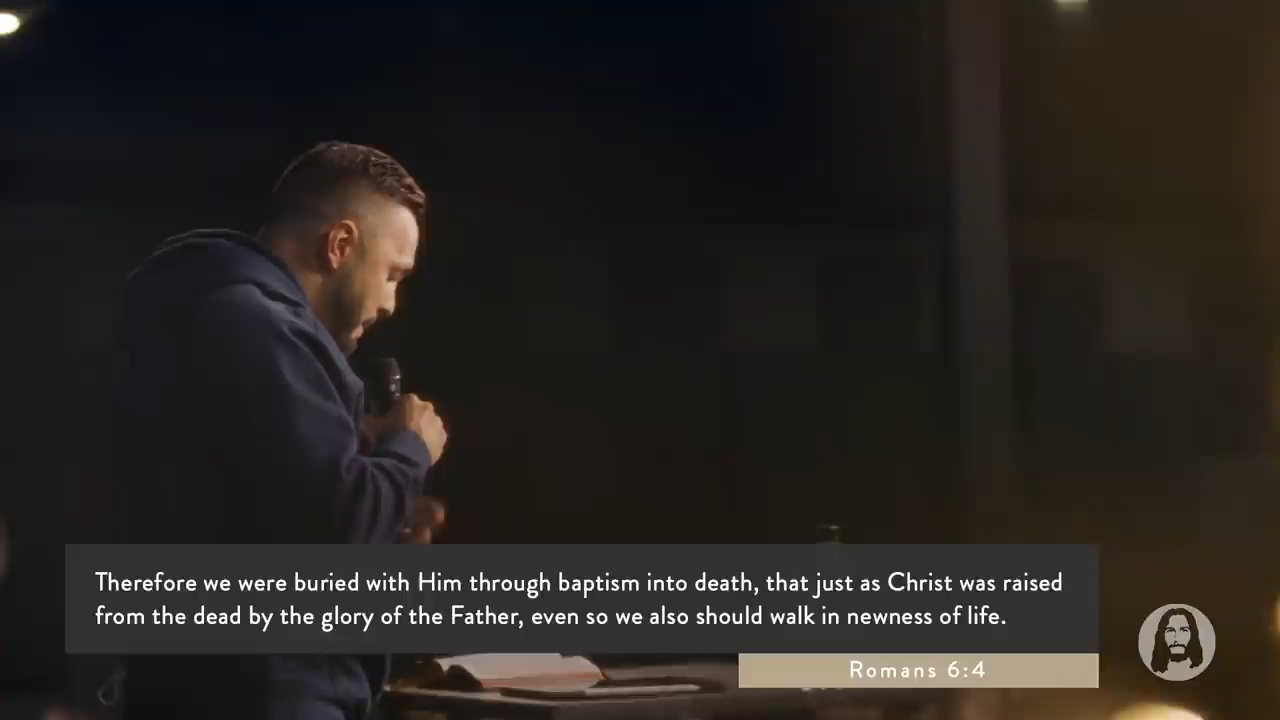 Therefore we were buried with Him through baptism into death, that just as Christ was raised
from the dead by the glory of the Father, even so we also should walk in newness of life.
Romans 6:4